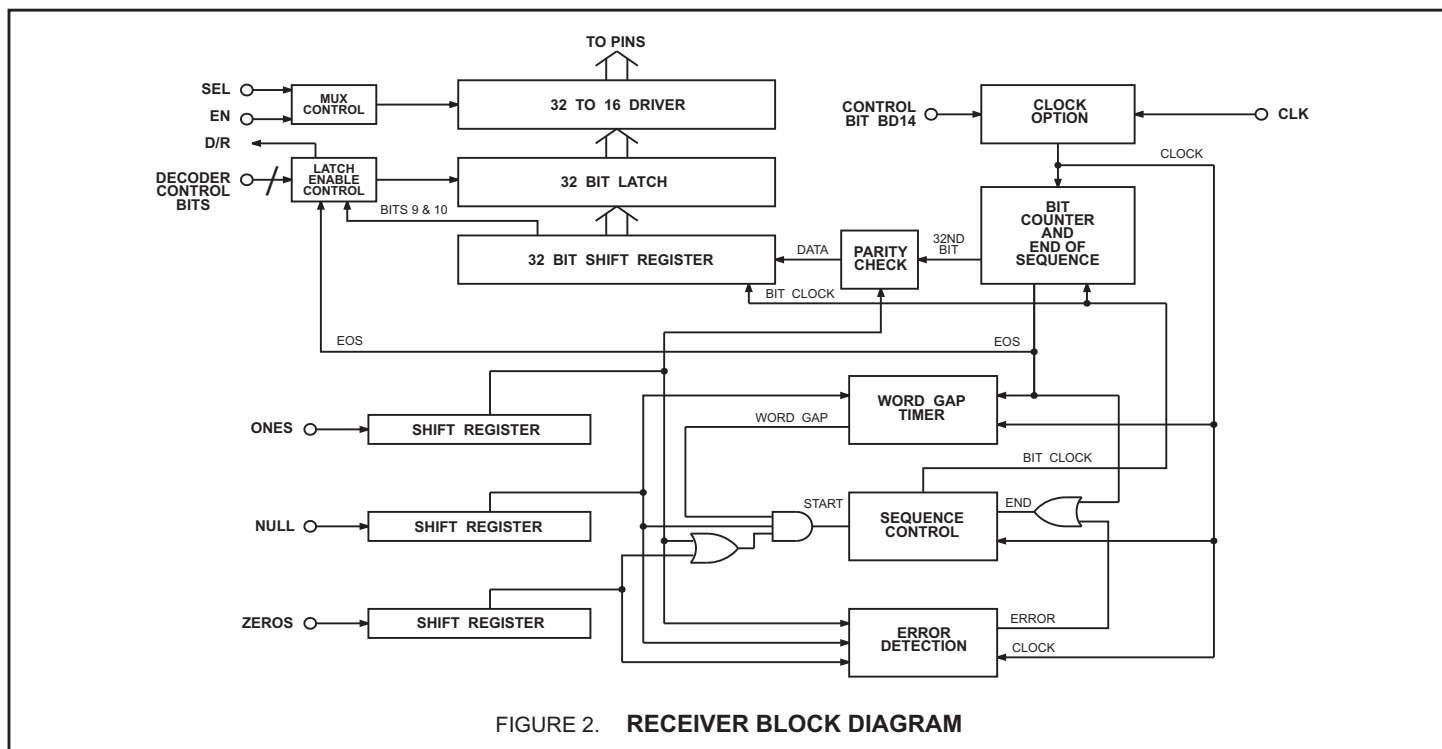 TO PINS
SEL
EN
MUX
CONTROL
32 TO 16 DRIVER
CONTROL
BIT BD14
CLOCK
OPTION
CLK
D/R
DECODER
CONTROL
BITS
LATCH
ENABLE
CONTROL
32 BIT LATCH
CLOCK
BITS 9 & 10
32 BIT SHIFT REGISTER
DATA
PARITY
CHECK
32ND
BIT
BIT
COUNTER
AND
END OF
SEQUENCE
BIT CLOCK
EOS
EOS
ONES
SHIFT REGISTER
WORD GAP
WORD GAP
TIMER
BIT CLOCK
NULL
SHIFT REGISTER
START
SEQUENCE
CONTROL
END
ZEROS
SHIFT REGISTER
ERROR
DETECTION
ERROR
CLOCK
FIGURE 2. RECEIVER BLOCK DIAGRAM